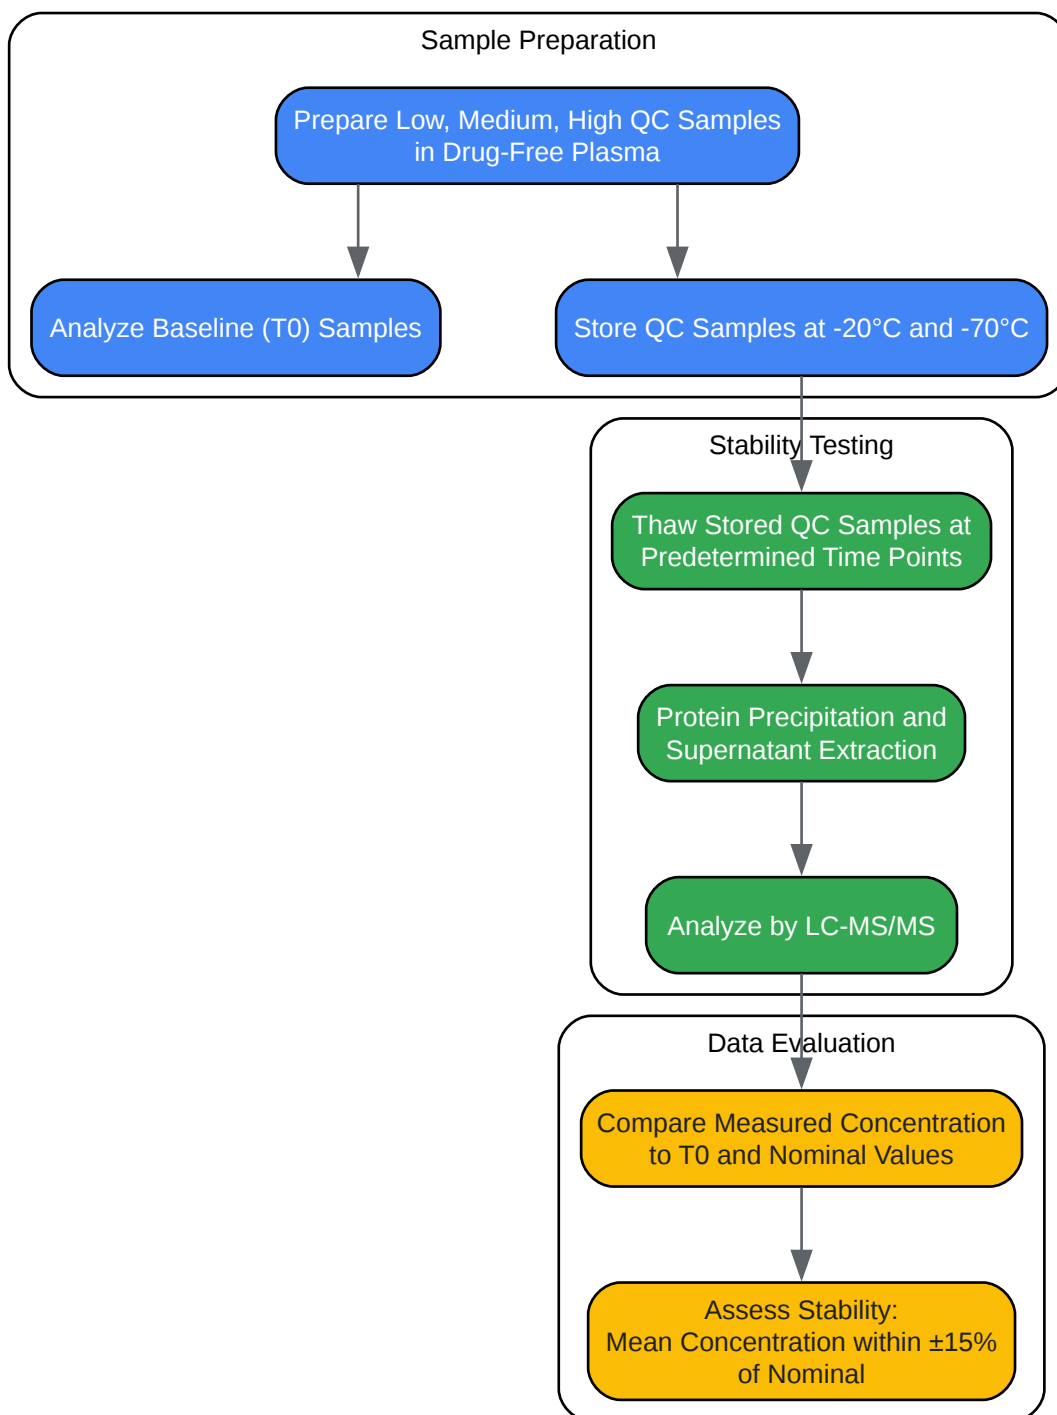 Sample Preparation
Prepare Low, Medium, High QC Samples
in Drug-Free Plasma
Analyze Baseline (T0) Samples
Store QC Samples at -20°C and -70°C
Stability Testing
Thaw Stored QC Samples at
Predetermined Time Points
Protein Precipitation and
Supernatant Extraction
Analyze by LC-MS/MS
Data Evaluation
Compare Measured Concentration
to T0 and Nominal Values
Assess Stability:
Mean Concentration within ±15%
of Nominal